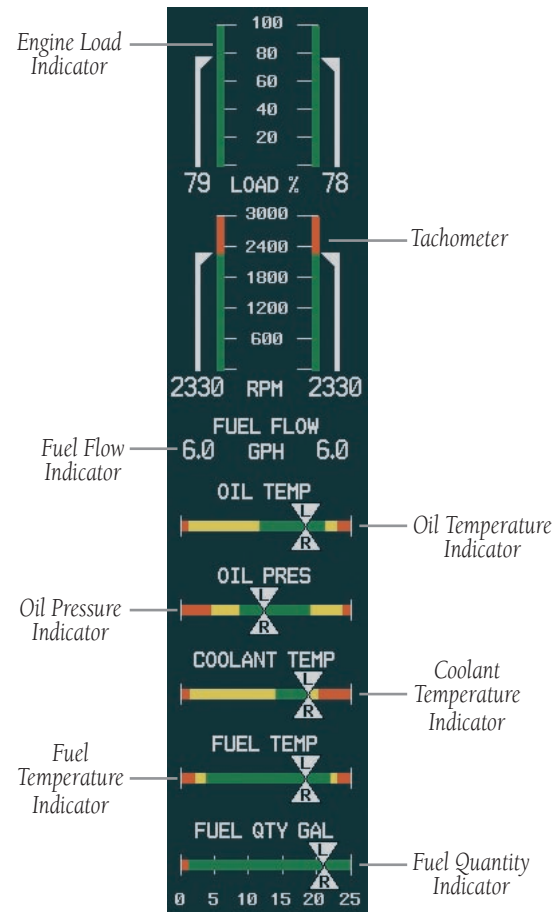 Engine Load
Indicator
100
80
60
40
20
79 LOAD % 78
3000
2400
1800
1200
600
Tachometer
2330 RPM 2330
FUEL FLOW
6.0 GPH 6.0
Fuel Flow
Indicator
OIL TEMP
L
R
Oil Temperature
Indicator
OIL PRES
L
R
Oil Pressure
Indicator
COOLANT TEMP
L
R
Coolant
Temperature
Indicator
FUEL TEMP
L
R
Fuel
Temperature
Indicator
FUEL QTY GAL
L
R
0 5 10 15 20 25
Fuel Quantity
Indicator